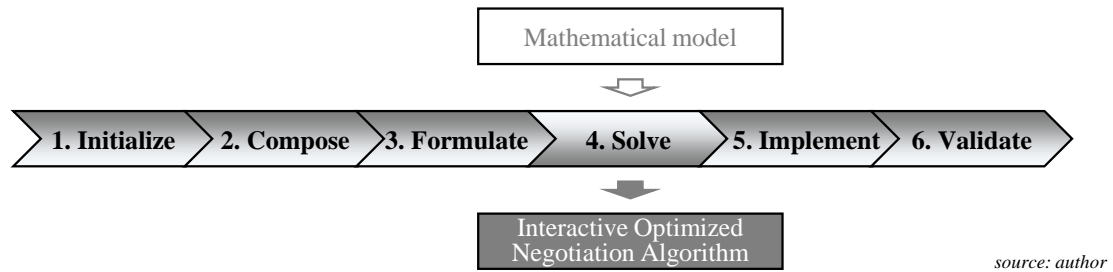 Mathematical model
1. Initialize 2. Compose 3. Formulate 4. Solve 5. Implement 6. Validate
Interactive Optimized
Negotiation Algorithm
source: author